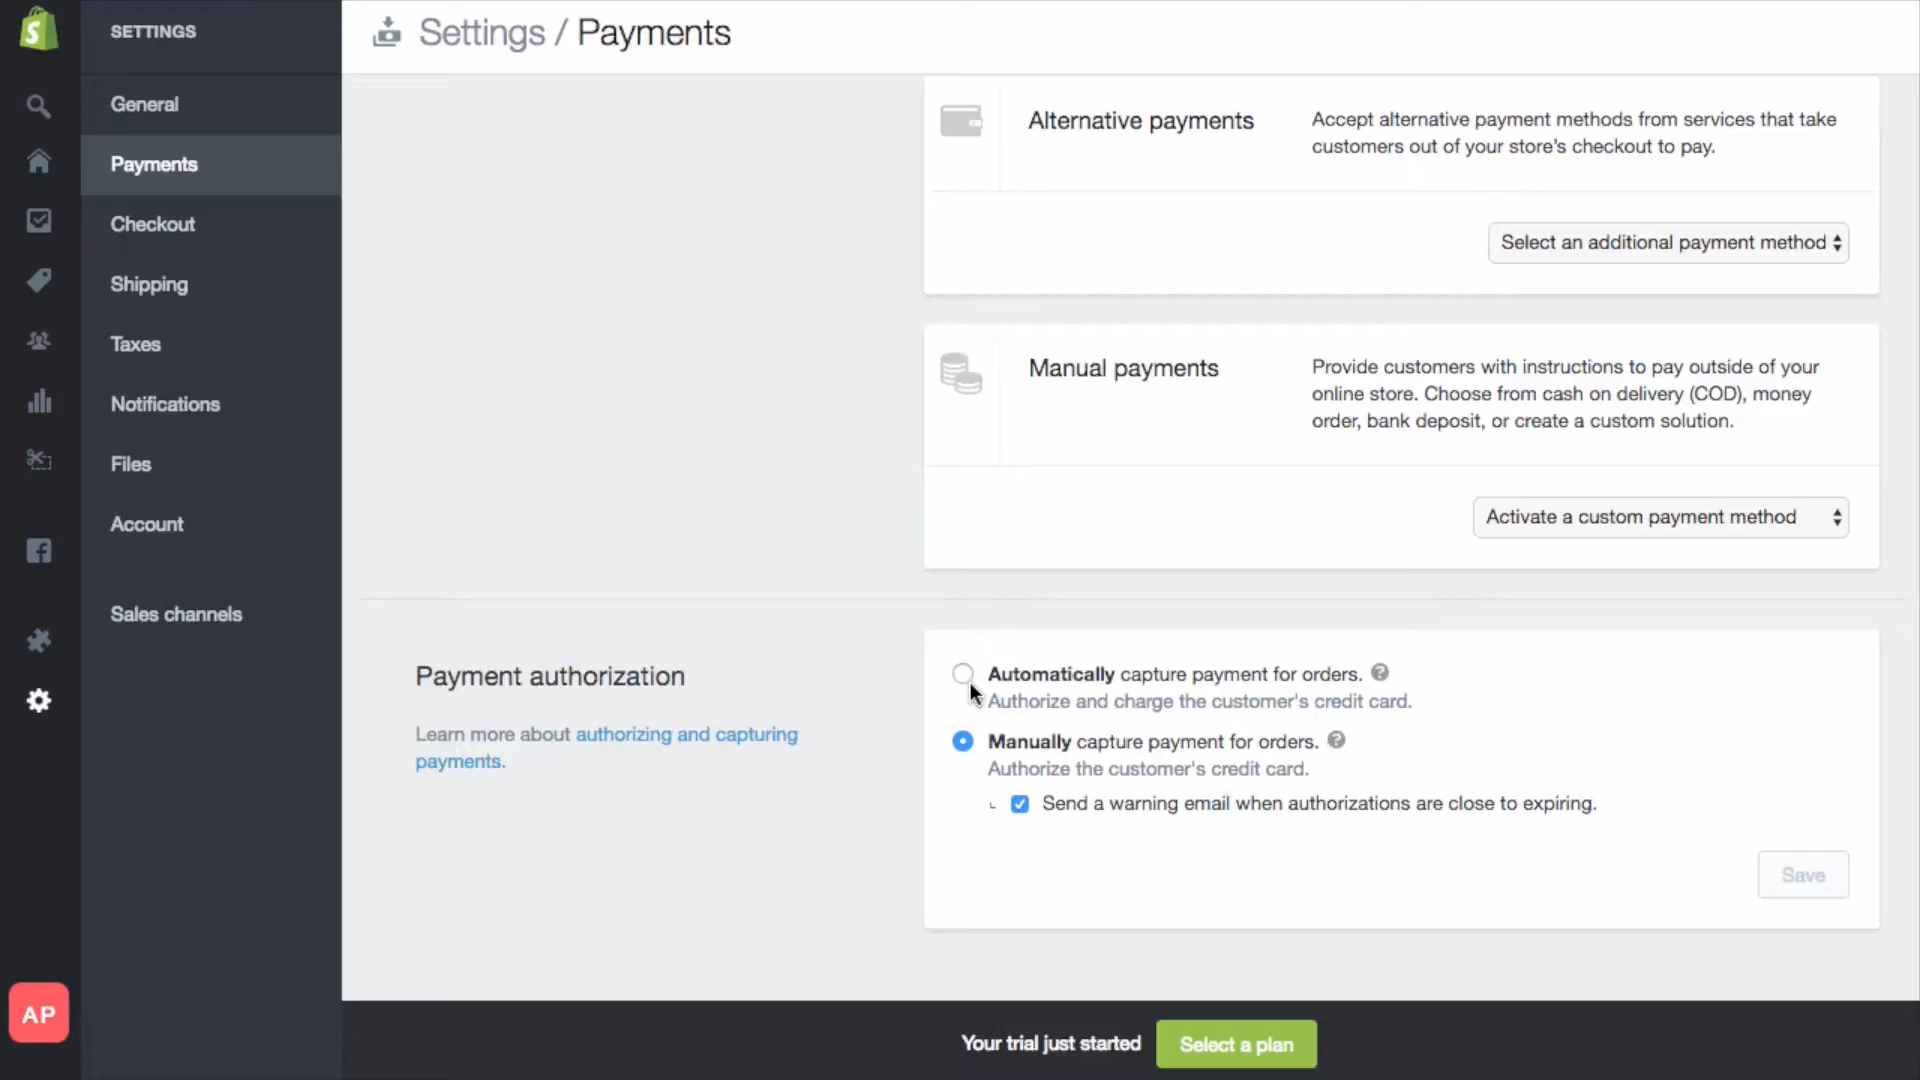 SETTINGS
General
Payments
Checkout
Shipping
Taxes
Notifications
Files
Account
Sales channels
AP
Settings / Payments
Alternative payments
Accept alternative payment methods from services that take
customers out of your store's checkout to pay.
Select an additional payment method
Manual payments
Provide customers with instructions to pay outside of your
online store. Choose from cash on delivery (COD), money
order, bank deposit, or create a custom solution.
Activate a custom payment method
Payment authorization
Learn more about authorizing and capturing
payments.
Automatically capture payment for orders. ?
Authorize and charge the customer's credit card.
Manually capture payment for orders. ?
Authorize the customer's credit card.
Send a warning email when authorizations are close to expiring.
Save
Your trial just started
Select a plan